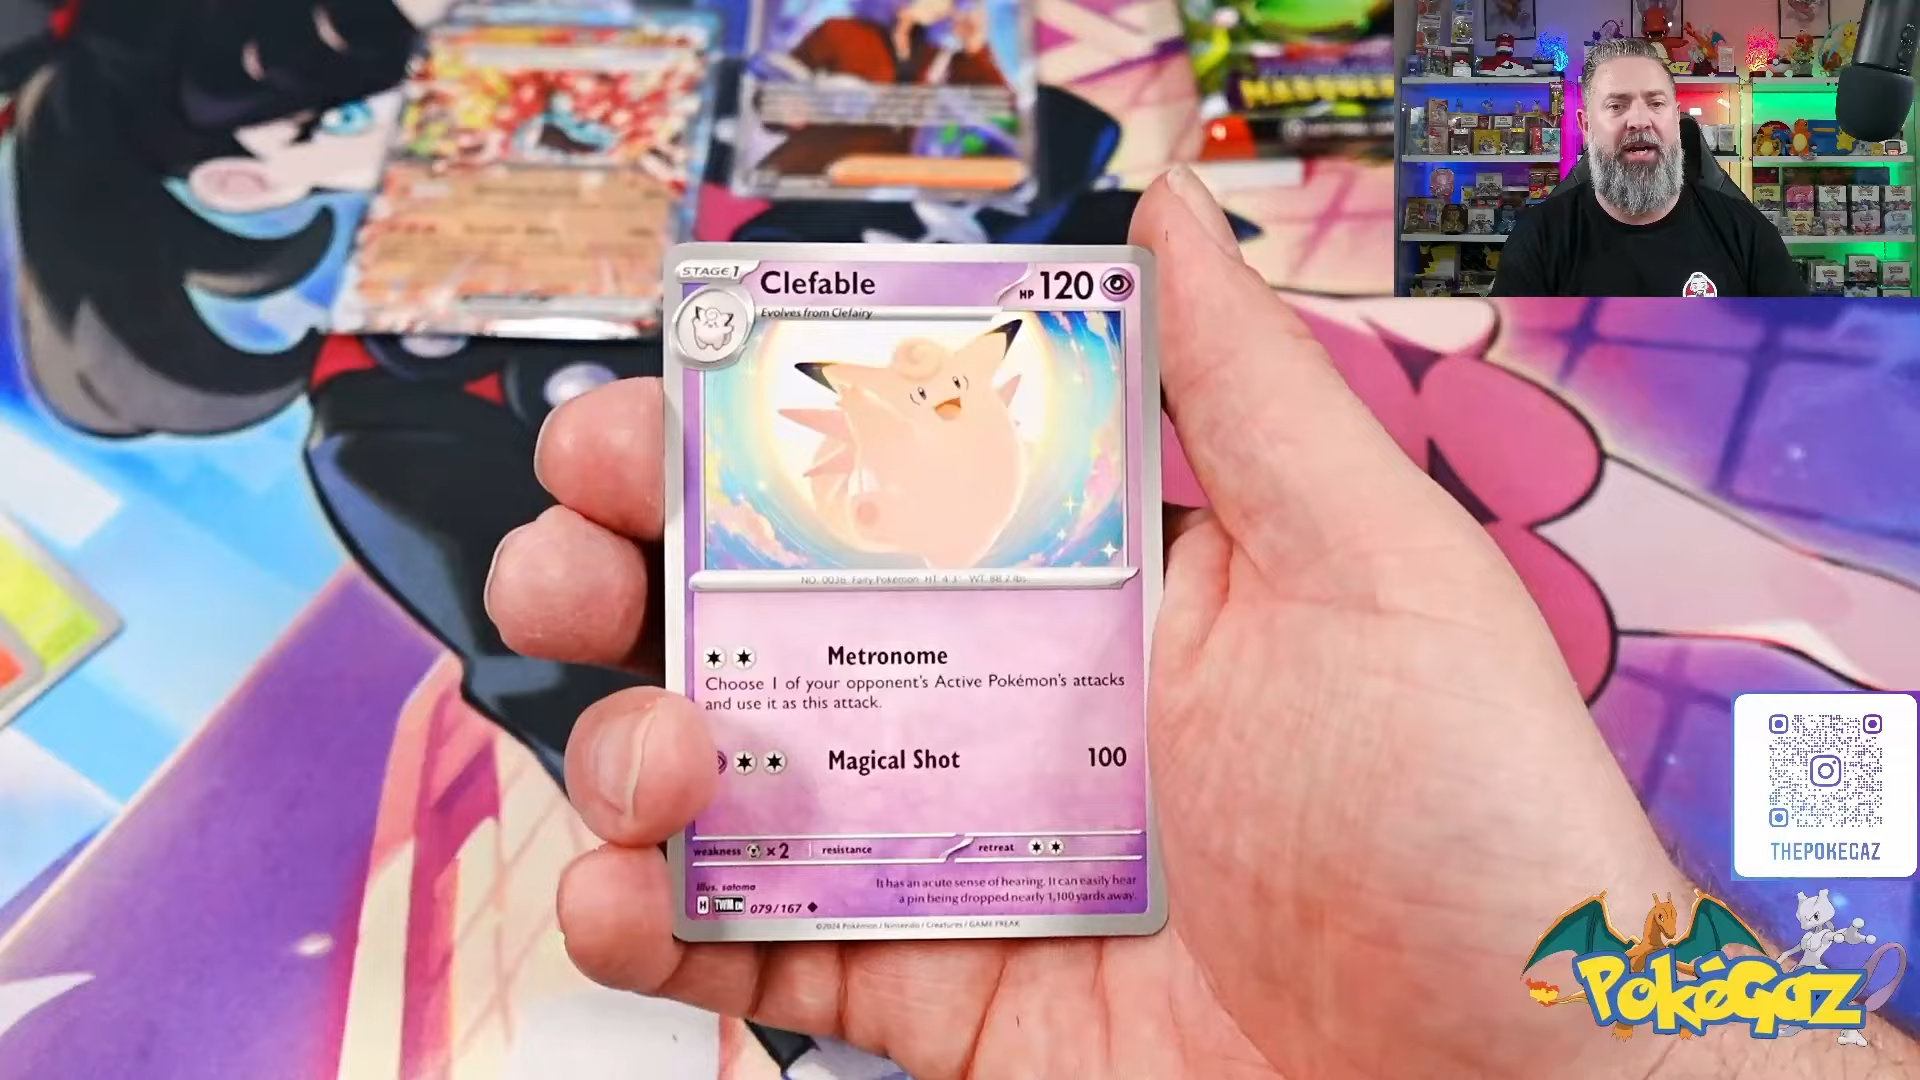 MASQUER
STAGE 1
Clefable
HP 120
Evolves from Clefairy
NO. 0036 Fairy Pokémon HT: 4'3" WT: 88.2 lbs.
Metronome
Choose 1 of your opponent's Active Pokémon's attacks
and use it as this attack.
Magical Shot 100
weakness ×2 resistance retreat
Illus. satoma
It has an acute sense of hearing. It can easily hear
a pin being dropped nearly 1,100 yards away.
H TWM EN 079/167
©2024 Pokémon / Nintendo / Creatures / GAME FREAK
THEPOKEGAZ
PokéGaz